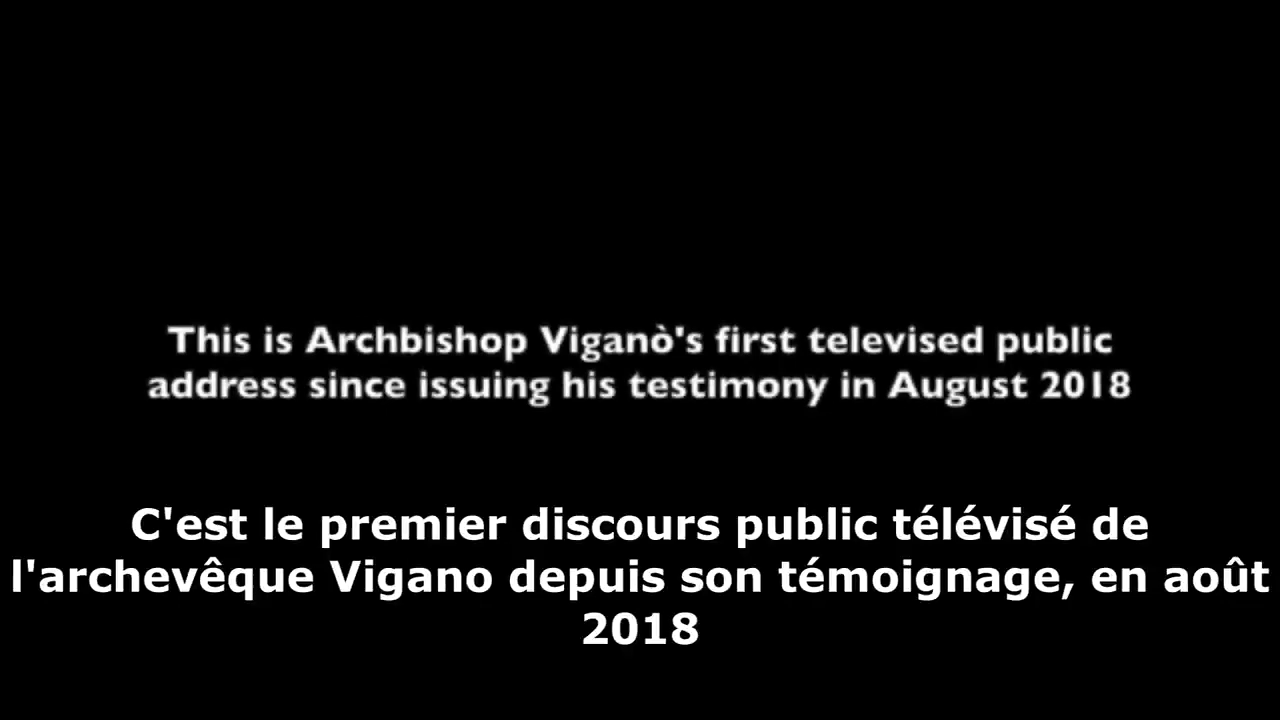 This is Archbishop Viganò's first televised public
address since issuing his testimony in August 2018
C'est le premier discours public télévisé de
l'archevêque Vigano depuis son témoignage, en août
2018